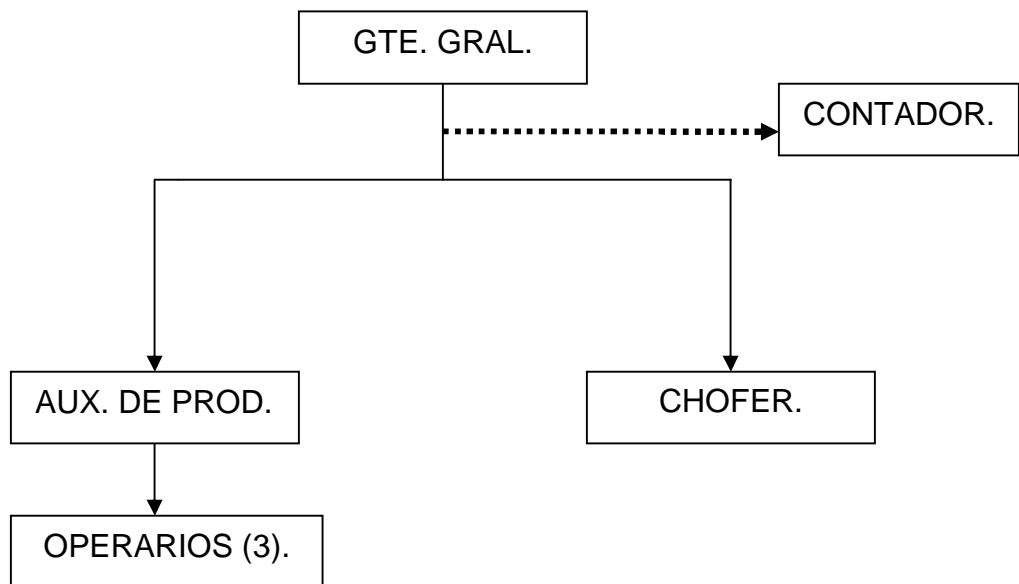 GTE. GRAL.
CONTADOR.
AUX. DE PROD.
CHOFER.
OPERARIOS (3).